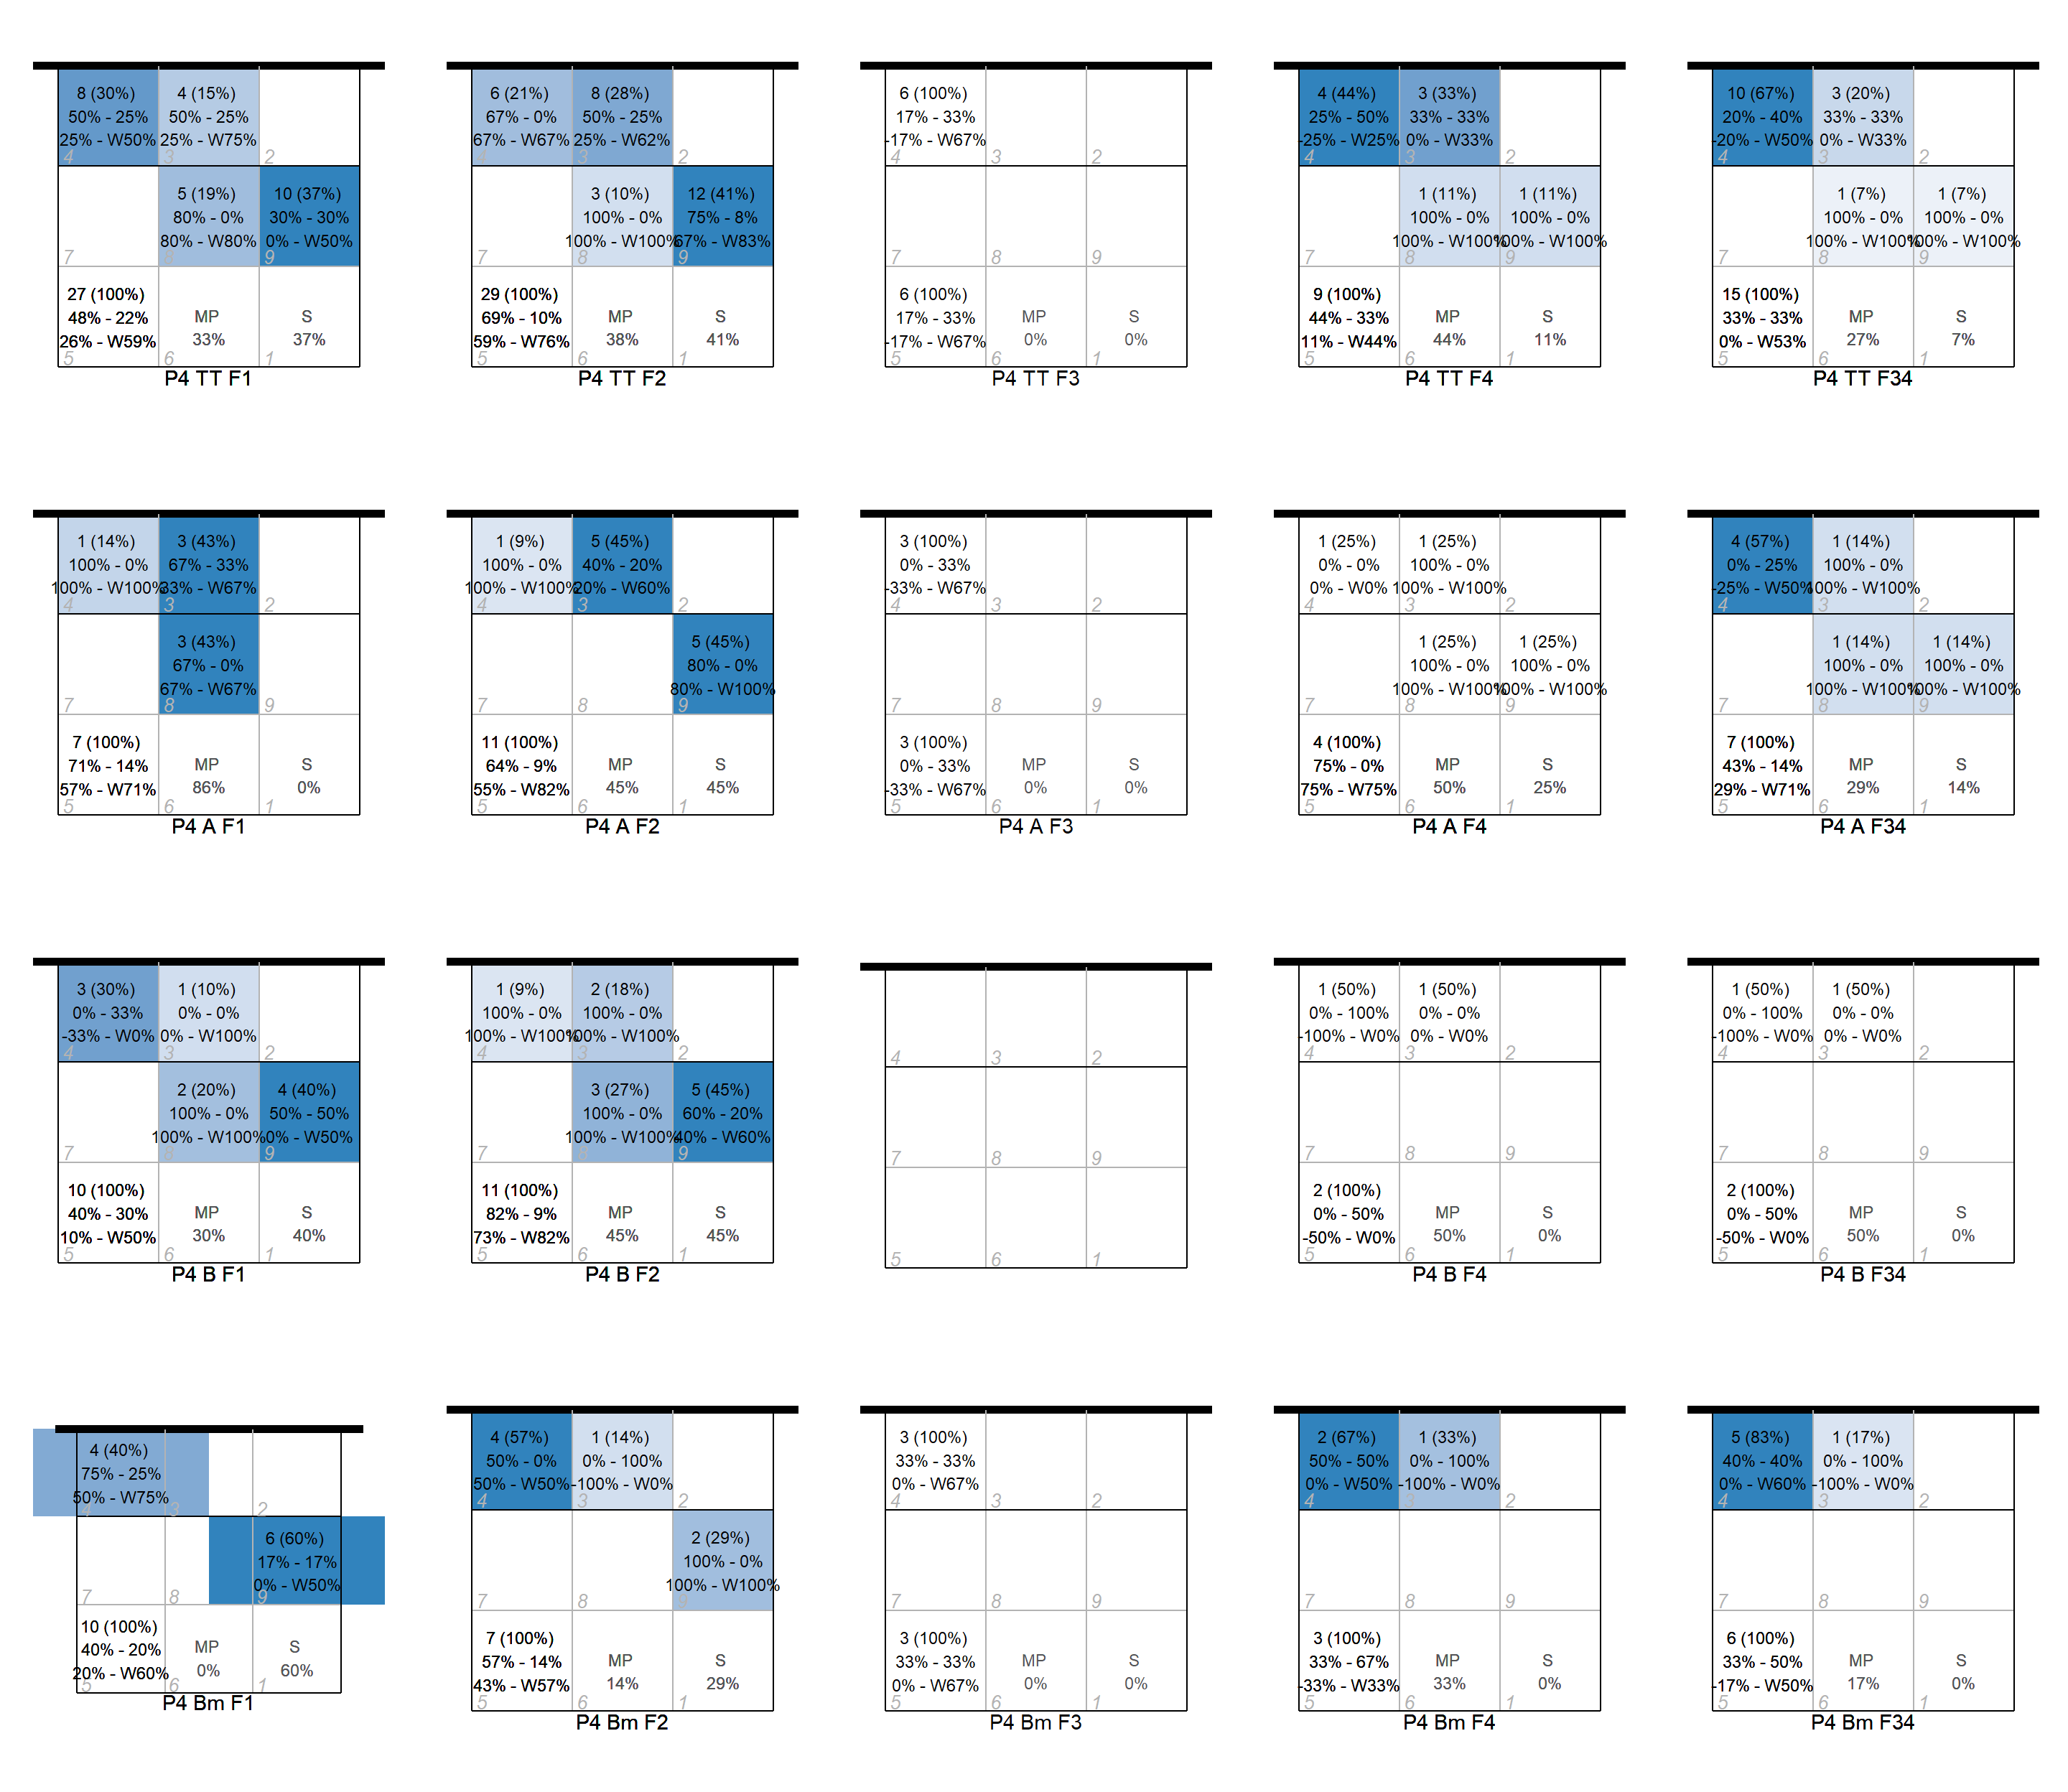 8 (30%)
50% - 25%
25% - W50%
4
4 (15%)
50% - 25%
25% - W75%
3
2
7
5 (19%)
80% - 0%
80% - W80%
8
10 (37%)
30% - 30%
0% - W50%
9
27 (100%)
48% - 22%
26% - W59%
5
MP
33%
6
S
37%
1
P4 TT F1
6 (21%)
67% - 0%
67% - W67%
4
8 (28%)
50% - 25%
25% - W62%
3
2
7
3 (10%)
100% - 0%
100% - W100%
8
12 (41%)
75% - 8%
67% - W83%
9
29 (100%)
69% - 10%
59% - W76%
5
MP
38%
6
S
41%
1
P4 TT F2
6 (100%)
17% - 33%
-17% - W67%
4
3
2
7
8
9
6 (100%)
17% - 33%
-17% - W67%
5
MP
0%
6
S
0%
1
P4 TT F3
4 (44%)
25% - 50%
-25% - W25%
4
3 (33%)
33% - 33%
0% - W33%
3
2
7
1 (11%)
100% - 0%
100% - W100%
8
1 (11%)
100% - 0%
100% - W100%
9
9 (100%)
44% - 33%
11% - W44%
5
MP
44%
6
S
11%
1
P4 TT F4
10 (67%)
20% - 40%
-20% - W50%
4
3 (20%)
33% - 33%
0% - W33%
3
2
7
1 (7%)
100% - 0%
100% - W100%
8
1 (7%)
100% - 0%
100% - W100%
9
15 (100%)
33% - 33%
0% - W53%
5
MP
27%
6
S
7%
1
P4 TT F34
1 (14%)
100% - 0%
100% - W100%
4
3 (43%)
67% - 33%
33% - W67%
3
2
7
3 (43%)
67% - 0%
67% - W67%
8
9
7 (100%)
71% - 14%
57% - W71%
5
MP
86%
6
S
0%
1
P4 A F1
1 (9%)
100% - 0%
100% - W100%
4
5 (45%)
40% - 20%
20% - W60%
3
2
7
8
5 (45%)
80% - 0%
80% - W100%
9
11 (100%)
64% - 9%
55% - W82%
5
MP
45%
6
S
45%
1
P4 A F2
3 (100%)
0% - 33%
-33% - W67%
4
3
2
7
8
9
3 (100%)
0% - 33%
-33% - W67%
5
MP
0%
6
S
0%
1
P4 A F3
1 (25%)
0% - 0%
0% - W0%
4
1 (25%)
100% - 0%
100% - W100%
3
2
7
1 (25%)
100% - 0%
100% - W100%
8
1 (25%)
100% - 0%
100% - W100%
9
4 (100%)
75% - 0%
75% - W75%
5
MP
50%
6
S
25%
1
P4 A F4
4 (57%)
0% - 25%
-25% - W50%
4
1 (14%)
100% - 0%
100% - W100%
3
2
7
1 (14%)
100% - 0%
100% - W100%
8
1 (14%)
100% - 0%
100% - W100%
9
7 (100%)
43% - 14%
29% - W71%
5
MP
29%
6
S
14%
1
P4 A F34
3 (30%)
0% - 33%
-33% - W0%
4
1 (10%)
0% - 0%
0% - W100%
3
2
7
2 (20%)
100% - 0%
100% - W100%
8
4 (40%)
50% - 50%
0% - W50%
9
10 (100%)
40% - 30%
10% - W50%
5
MP
30%
6
S
40%
1
P4 B F1
1 (9%)
100% - 0%
100% - W100%
4
2 (18%)
100% - 0%
100% - W100%
3
2
7
3 (27%)
100% - 0%
100% - W100%
8
5 (45%)
60% - 20%
40% - W60%
9
11 (100%)
82% - 9%
73% - W82%
5
MP
45%
6
S
45%
1
P4 B F2
4
3
2
7
8
9
5
6
1
1 (50%)
0% - 100%
-100% - W0%
4
1 (50%)
0% - 0%
0% - W0%
3
2
7
8
9
2 (100%)
0% - 50%
-50% - W0%
5
MP
50%
6
S
0%
1
P4 B F4
1 (50%)
0% - 100%
-100% - W0%
4
1 (50%)
0% - 0%
0% - W0%
3
2
7
8
9
2 (100%)
0% - 50%
-50% - W0%
5
MP
50%
6
S
0%
1
P4 B F34
4 (40%)
75% - 25%
50% - W75%
4
3
2
7
8
6 (60%)
17% - 17%
0% - W50%
9
10 (100%)
40% - 20%
20% - W60%
5
MP
0%
6
S
60%
1
P4 Bm F1
4 (57%)
50% - 0%
50% - W50%
4
1 (14%)
0% - 100%
-100% - W0%
3
2
7
8
2 (29%)
100% - 0%
100% - W100%
9
7 (100%)
57% - 14%
43% - W57%
5
MP
14%
6
S
29%
1
P4 Bm F2
3 (100%)
33% - 33%
0% - W67%
4
3
2
7
8
9
3 (100%)
33% - 33%
0% - W67%
5
MP
0%
6
S
0%
1
P4 Bm F3
2 (67%)
50% - 50%
0% - W50%
4
1 (33%)
0% - 100%
-100% - W0%
3
2
7
8
9
3 (100%)
33% - 67%
-33% - W33%
5
MP
33%
6
S
0%
1
P4 Bm F4
5 (83%)
40% - 40%
0% - W60%
4
1 (17%)
0% - 100%
-100% - W0%
3
2
7
8
9
6 (100%)
33% - 50%
-17% - W50%
5
MP
17%
6
S
0%
1
P4 Bm F34